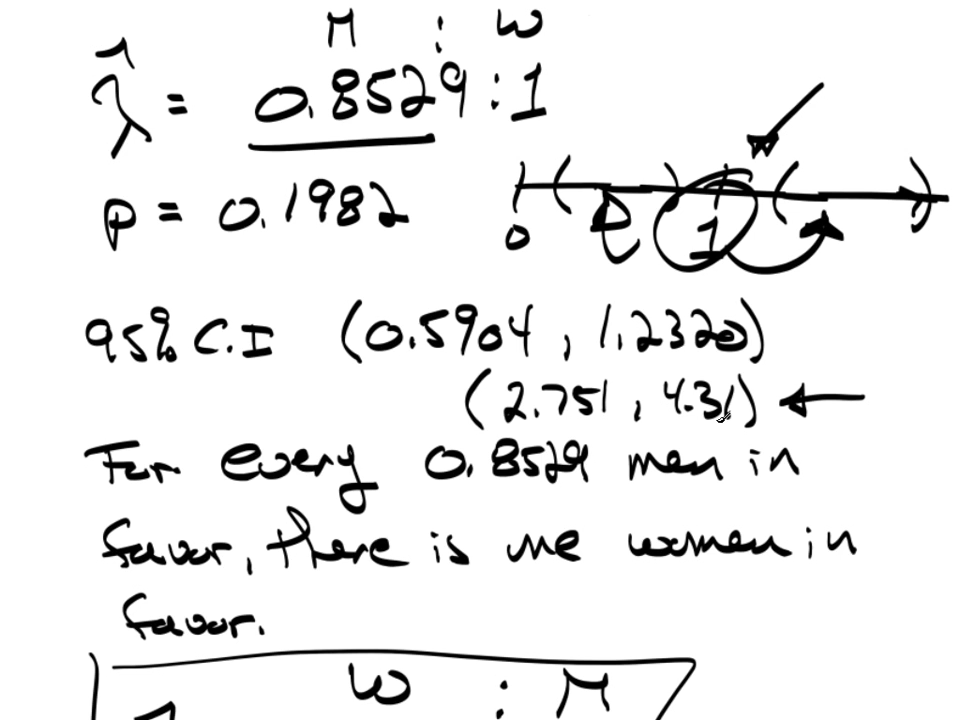 M : W
λ̂ = 0.8529 : 1
p = 0.1982
0 1
95% C.I (0.5904, 1.2320)
(2.751, 4.31)
For every 0.8529 men in
favor, there is one women in
favor.
W : M